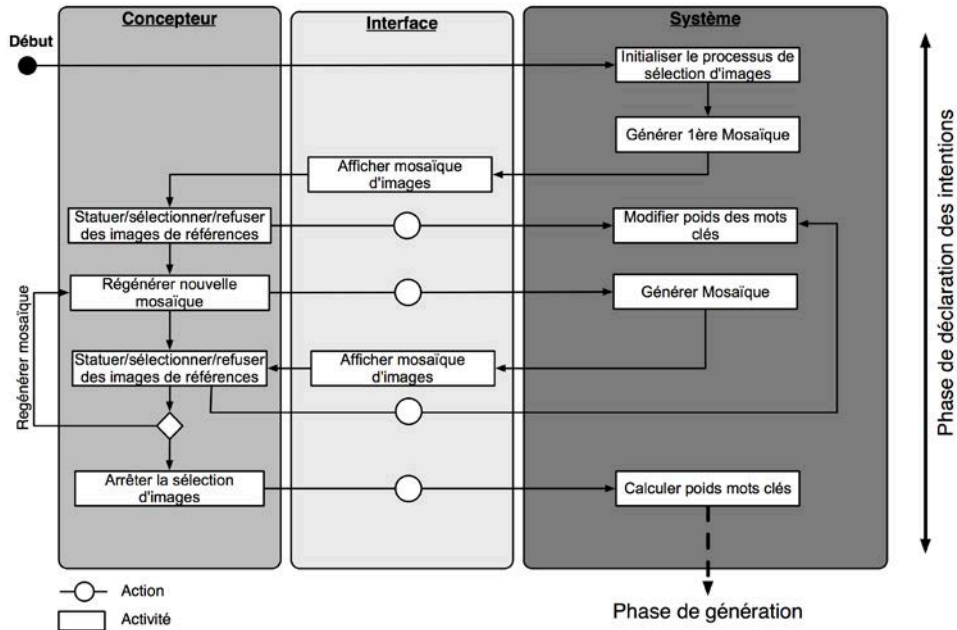 Concepteur
Interface
Système
Début
Initialiser le processus de
sélection d'images
Générer 1ère Mosaïque
Afficher mosaïque
d'images
Statuer/sélectionner/refuser
des images de références
Modifier poids des mots
clés
Régénérer nouvelle
mosaïque
Générer Mosaïque
Statuer/sélectionner/refuser
des images de références
Afficher mosaïque
d'images
Regénérer mosaïque
Arrêter la sélection
d'images
Calculer poids mots clés
Phase de déclaration des intentions
Action
Activité
Phase de génération